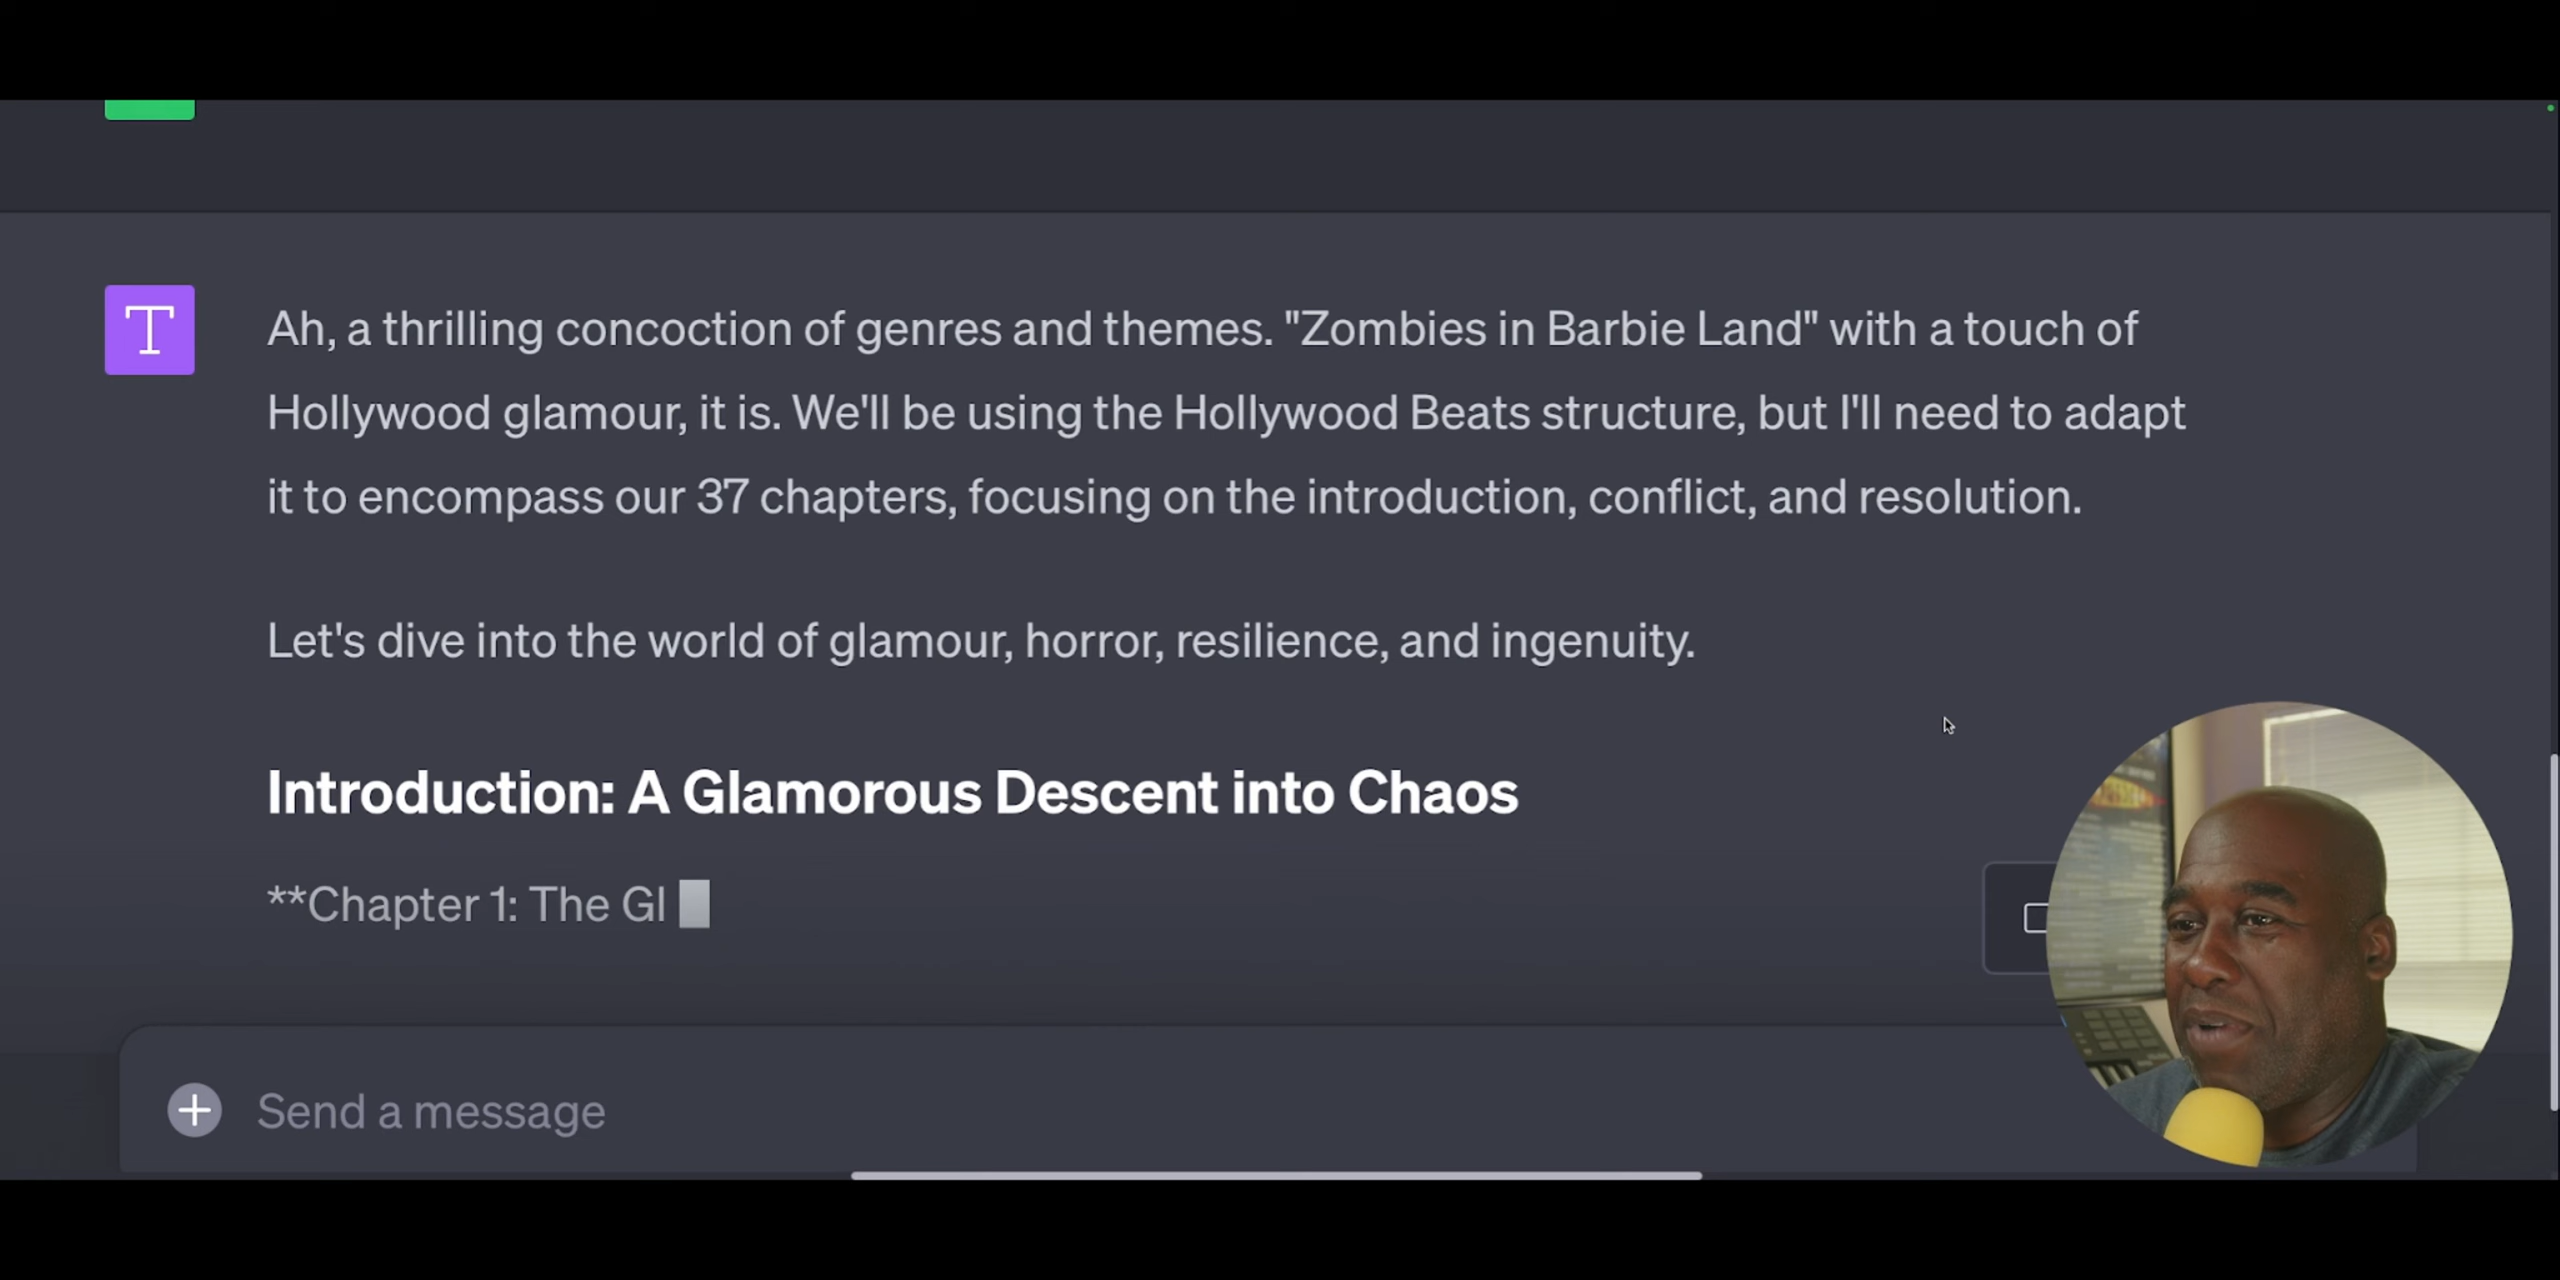 T
Ah, a thrilling concoction of genres and themes. "Zombies in Barbie Land" with a touch of
Hollywood glamour, it is. We'll be using the Hollywood Beats structure, but I'll need to adapt
it to encompass our 37 chapters, focusing on the introduction, conflict, and resolution.
Let's dive into the world of glamour, horror, resilience, and ingenuity.
Introduction: A Glamorous Descent into Chaos
**Chapter 1: The Gl
Send a message